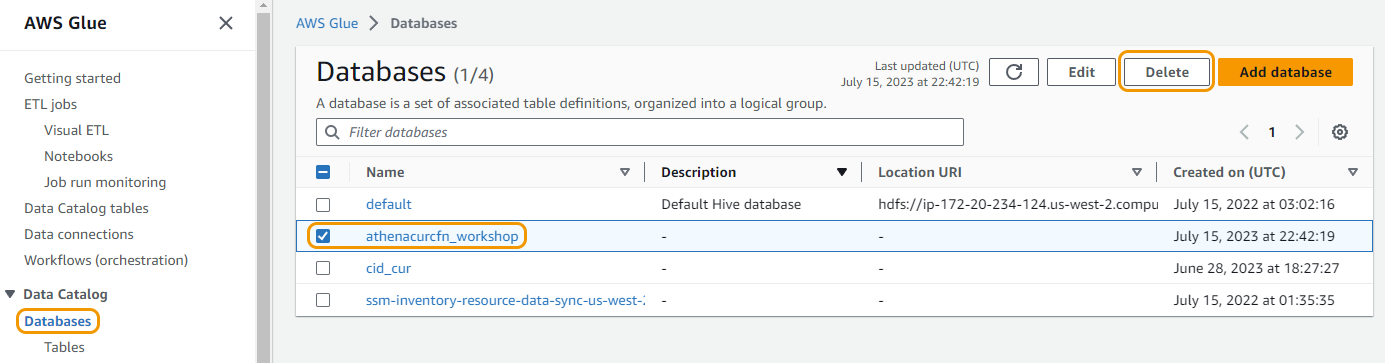 AWS Glue
Getting started
ETL jobs
Visual ETL
Notebooks
Job run monitoring
Data Catalog tables
Data connections
Workflows (orchestration)
Data Catalog
Databases
Tables
AWS Glue > Databases
Databases (1/4)
Last updated (UTC)
July 15, 2023 at 22:42:19
Edit
Delete
Add database
A database is a set of associated table definitions, organized into a logical group.
Filter databases
1
Name Description Location URI Created on (UTC)
default Default Hive database hdfs://ip-172-20-234-124.us-west-2.compu July 15, 2022 at 03:02:16
athenacurcfn_workshop - - July 15, 2023 at 22:42:19
cid_cur - - June 28, 2023 at 18:27:27
ssm-inventory-resource-data-sync-us-west-2 - - July 15, 2022 at 01:35:35